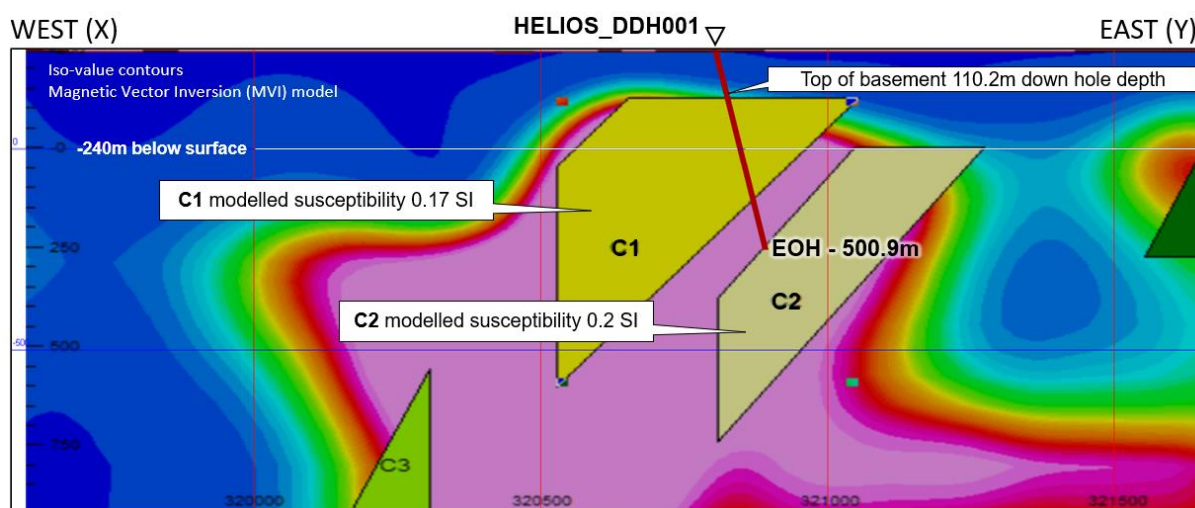 WEST (X)
HELIOS_DDH001
EAST (Y)
Iso-value contours
Magnetic Vector Inversion (MVI) model
Top of basement 110.2m down hole depth
0
-0
-240m below surface
C1 modelled susceptibility 0.17 SI
C1
250
EOH - 500.9m
C2
C2 modelled susceptibility 0.2 SI
-50
500
750
C3
320000
320500
321000
321500